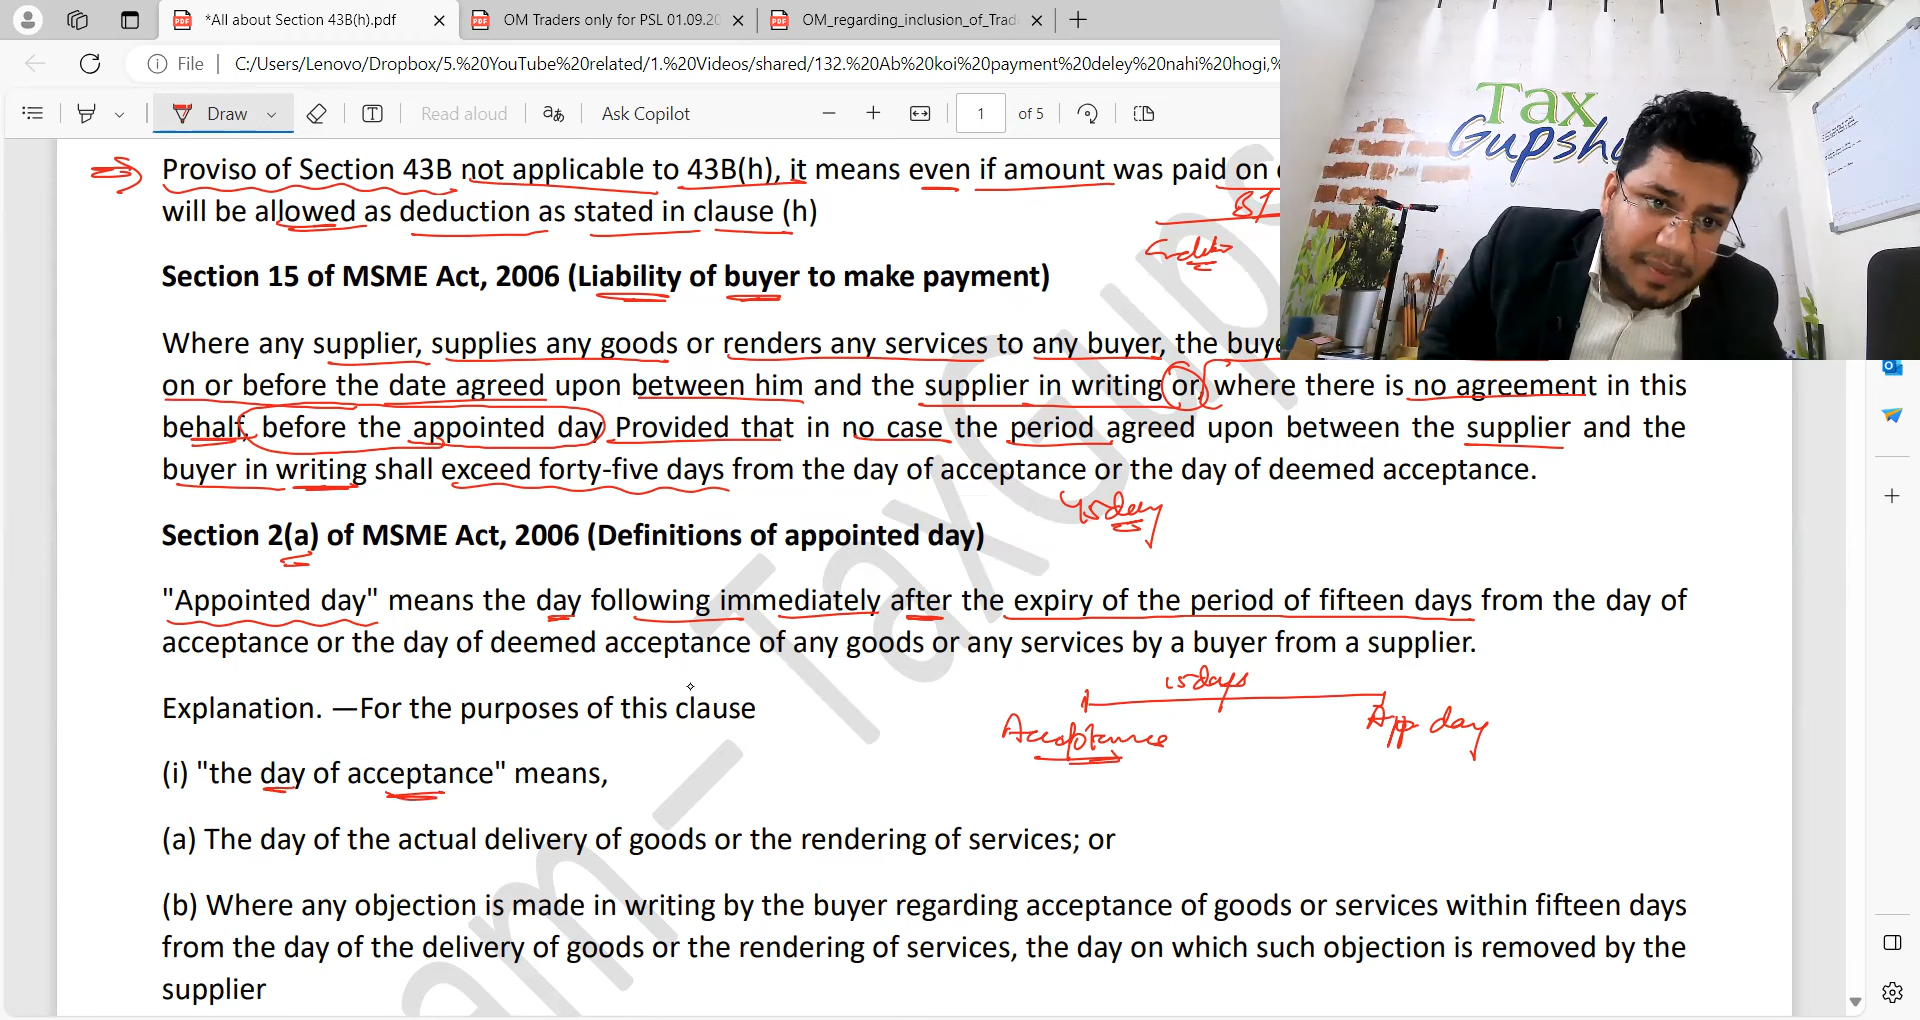 *All about Section 43B(h).pdf
OM Traders only for PSL 01.09.20
OM_regarding_inclusion_of_Trad
File
C:/Users/Lenovo/Dropbox/5.%20YouTube%20related/1.%20Videos/shared/132.%20Ab%20koi%20payment%20deley%20nahi%20hogi,%
Draw
Read aloud
Ask Copilot
1 of 5
Tax
Gupsh
Proviso of Section 43B not applicable to 43B(h), it means even if amount was paid on
will be allowed as deduction as stated in clause (h)
Section 15 of MSME Act, 2006 (Liability of buyer to make payment)
Where any supplier, supplies any goods or renders any services to any buyer, the buye
on or before the date agreed upon between him and the supplier in writing or, where there is no agreement in this
behalf, before the appointed day Provided that in no case the period agreed upon between the supplier and the
buyer in writing shall exceed forty-five days from the day of acceptance or the day of deemed acceptance.
45 day
Section 2(a) of MSME Act, 2006 (Definitions of appointed day)
"Appointed day" means the day following immediately after the expiry of the period of fifteen days from the day of
acceptance or the day of deemed acceptance of any goods or any services by a buyer from a supplier.
15 days
Acceptance
App day
Explanation. —For the purposes of this clause
(i) "the day of acceptance" means,
(a) The day of the actual delivery of goods or the rendering of services; or
(b) Where any objection is made in writing by the buyer regarding acceptance of goods or services within fifteen days
from the day of the delivery of goods or the rendering of services, the day on which such objection is removed by the
supplier